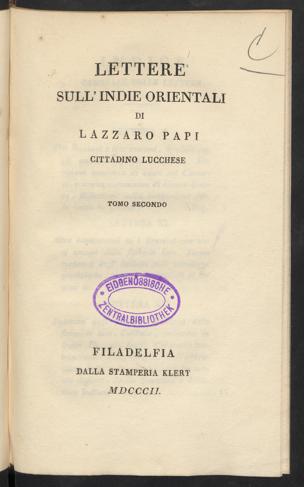 LETTERE
SULL' INDIE ORIENTALI
DI
LAZZARO PAPI
CITTADINO LUCCHESE
TOMO SECONDO
EIDGENÖSSISCHE
ZENTRALBIBLIOTHEK
FILADELFIA
DALLA STAMPERIA KLERT
MDCCCII.